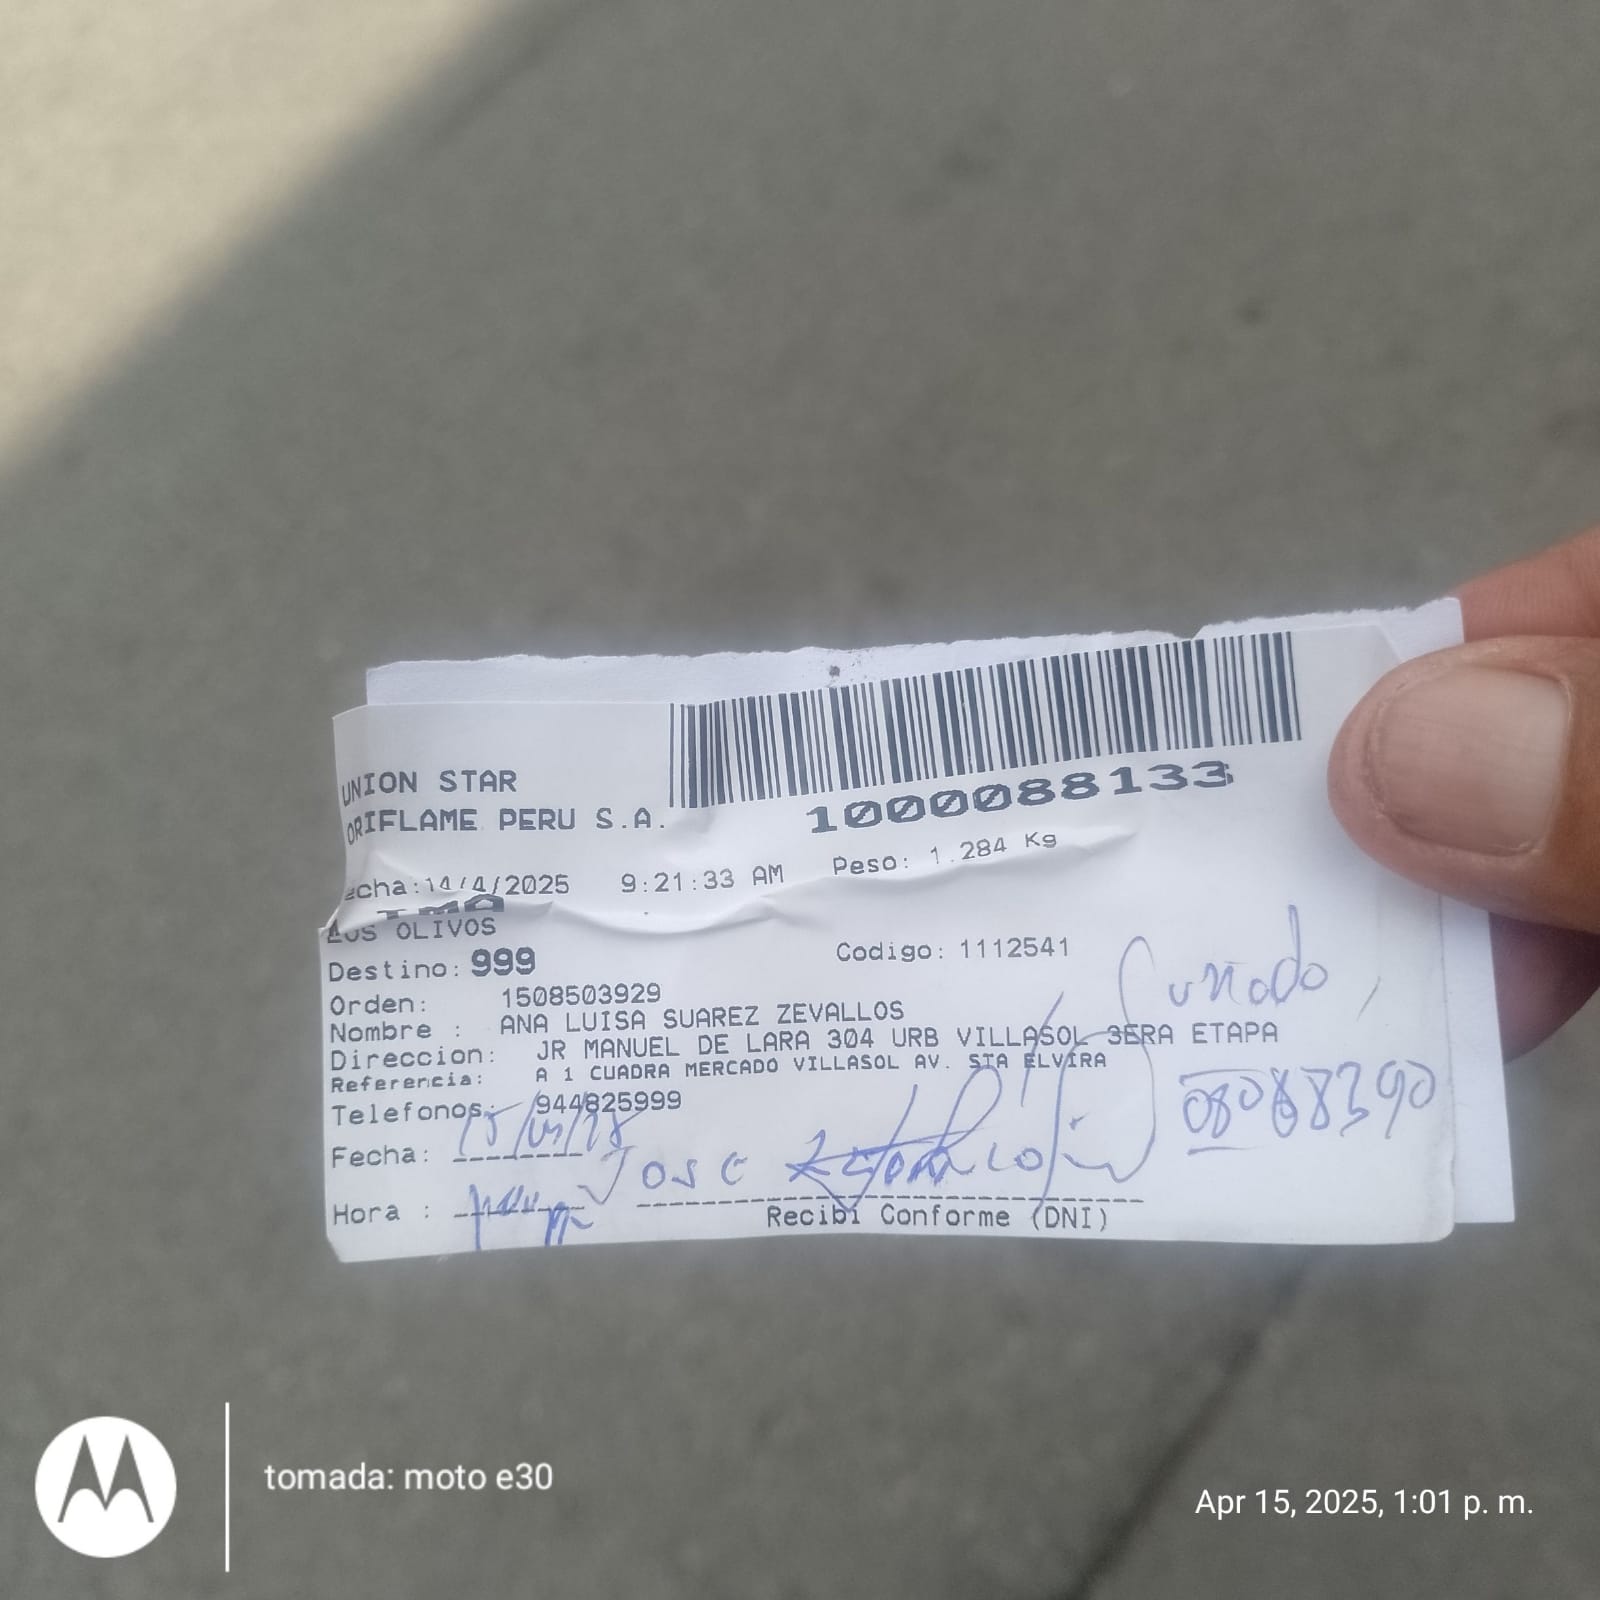 UNION STAR
ORIFLAME PERU S.A.
1000088133
echa:14/4/2025 9:21:33 AM Peso: 1.284 Kg
LOS OLIVOS
Destino: 999 Codigo: 1112541
Orden: 1508503929
Nombre : ANA LUISA SUAREZ ZEVALLOS
Direccion: JR MANUEL DE LARA 304 URB VILLASOL 3ERA ETAPA
Referencia: A 1 CUADRA MERCADO VILLASOL AV. STA ELVIRA
Telefonos: 944825999
Fecha:
Jose
Hora :
Recibi Conforme (DNI)
tomada: moto e30
Apr 15, 2025, 1:01 p. m.